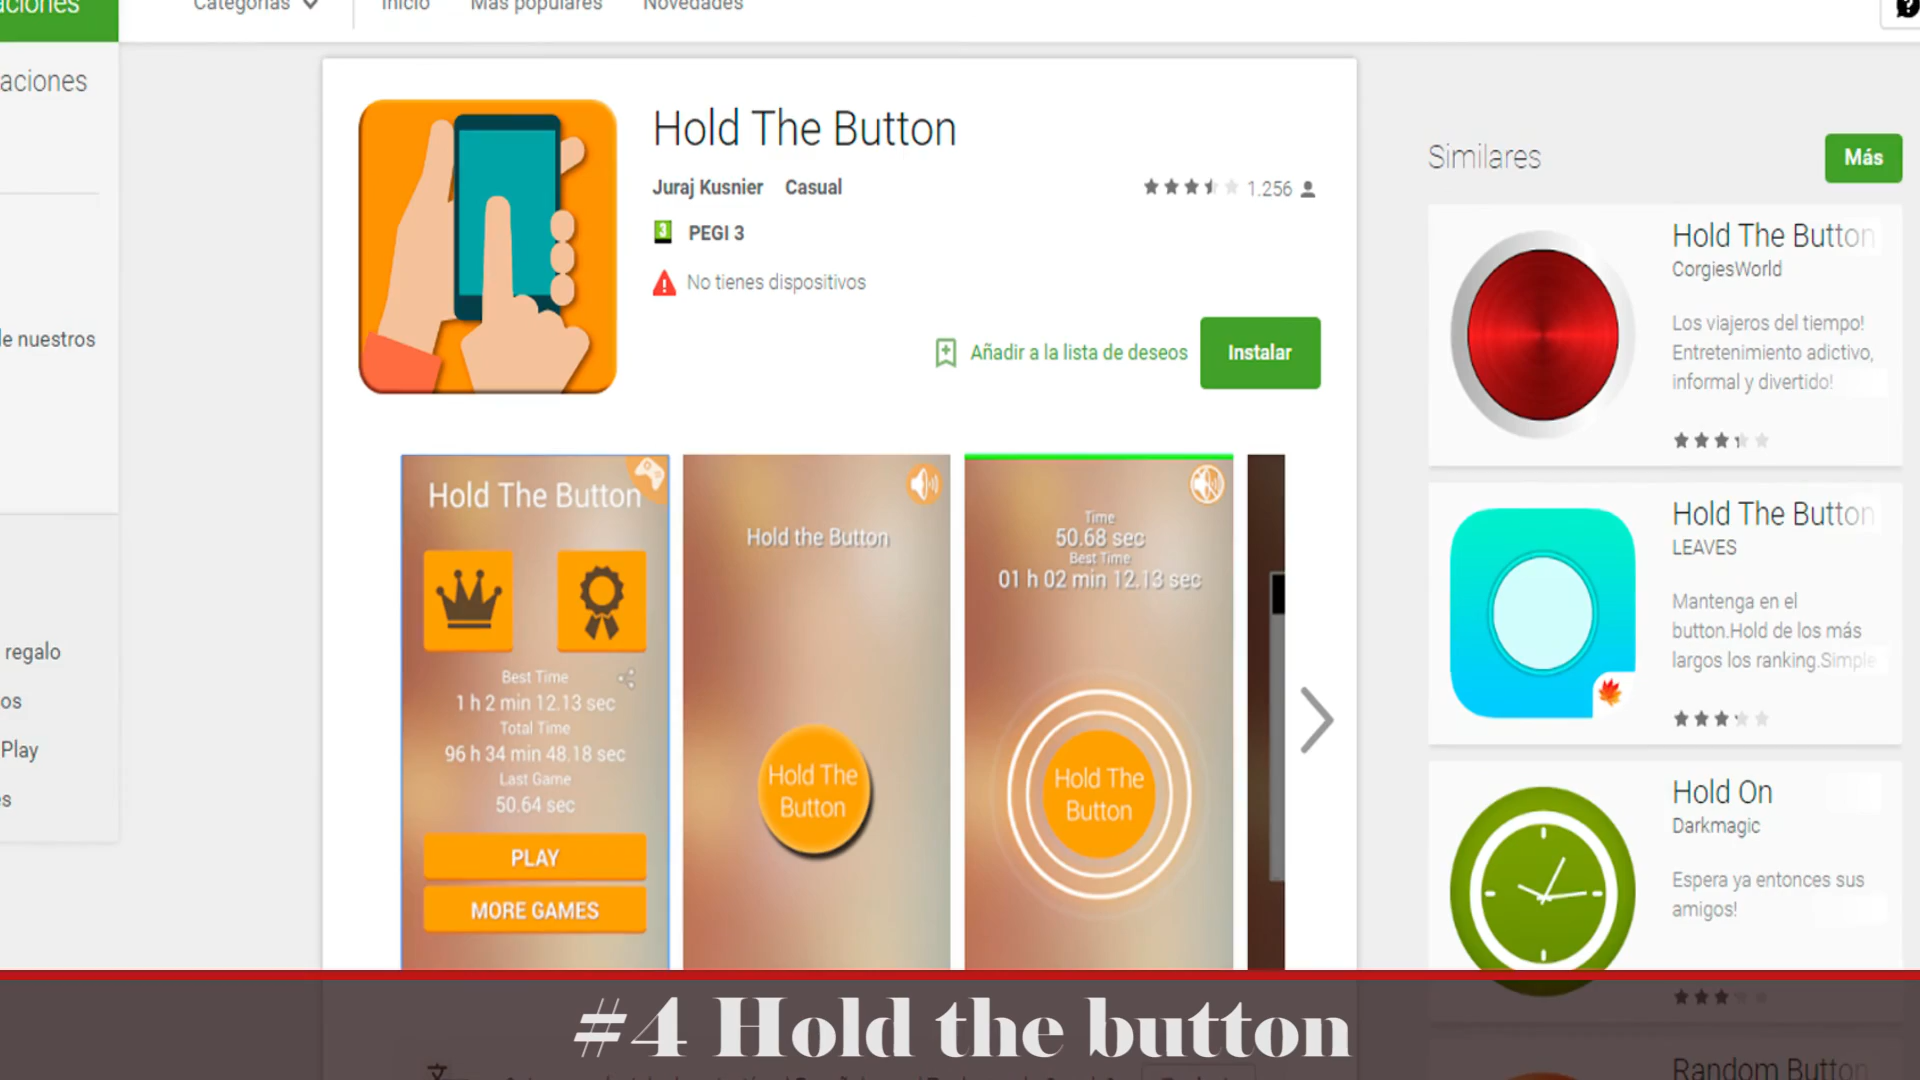 aciones
Categorías
Inicio
Más populares
Novedades
aciones
de nuestros
regalo
os
Play
s
Hold The Button
Juraj Kusnier Casual
1.256
3 PEGI 3
No tienes dispositivos
Añadir a la lista de deseos
Instalar
Hold The Button
Best Time
1 h 2 min 12.13 sec
Total Time
96 h 34 min 48.18 sec
Last Game
50.64 sec
PLAY
MORE GAMES
Hold the Button
Hold The
Button
Time
50.68 sec
Best Time
01 h 02 min 12.13 sec
Hold The
Button
Similares
Más
Hold The Button
CorgiesWorld
Los viajeros del tiempo!
Entretenimiento adictivo,
informal y divertido!
Hold The Button
LEAVES
Mantenga en el
button.Hold de los más
largos los ranking.Simple
Hold On
Darkmagic
Espera ya entonces sus
amigos!
Random Button
#4 Hold the button